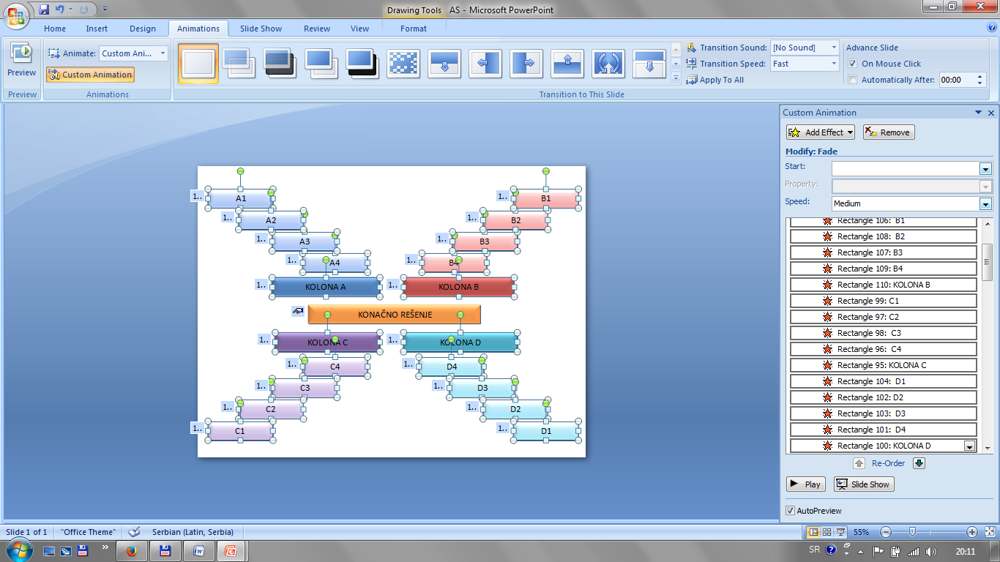 Drawing Tools AS - Microsoft PowerPoint
Home Insert Design Animations Slide Show Review View Format
Preview
Animate: Custom Ani...
Custom Animation
Transition Sound: [No Sound]
Transition Speed: Fast
Apply To All
Advance Slide
On Mouse Click
Automatically After: 00:00
Preview Animations Transition to This Slide
Custom Animation
Add Effect Remove
Modify: Fade
Start:
Property:
Speed: Medium
1.. A1 1.. B1
1.. A2 1.. B2
1.. A3 1.. B3
1.. A4 1.. B4
1.. KOLONA A 1.. KOLONA B
KONAČNO REŠENJE
1.. KOLONA C 1.. KOLONA D
1.. C4 1.. D4
1.. C3 1.. D3
1.. C2 1.. D2
1.. C1 1.. D1
Rectangle 106: B1
Rectangle 108: B2
Rectangle 107: B3
Rectangle 109: B4
Rectangle 110: KOLONA B
Rectangle 99: C1
Rectangle 97: C2
Rectangle 98: C3
Rectangle 96: C4
Rectangle 95: KOLONA C
Rectangle 104: D1
Rectangle 102: D2
Rectangle 103: D3
Rectangle 101: D4
Rectangle 100: KOLONA D
Re-Order
Play Slide Show
AutoPreview
Slide 1 of 1 "Office Theme" Serbian (Latin, Serbia) 55%
SR 20:11